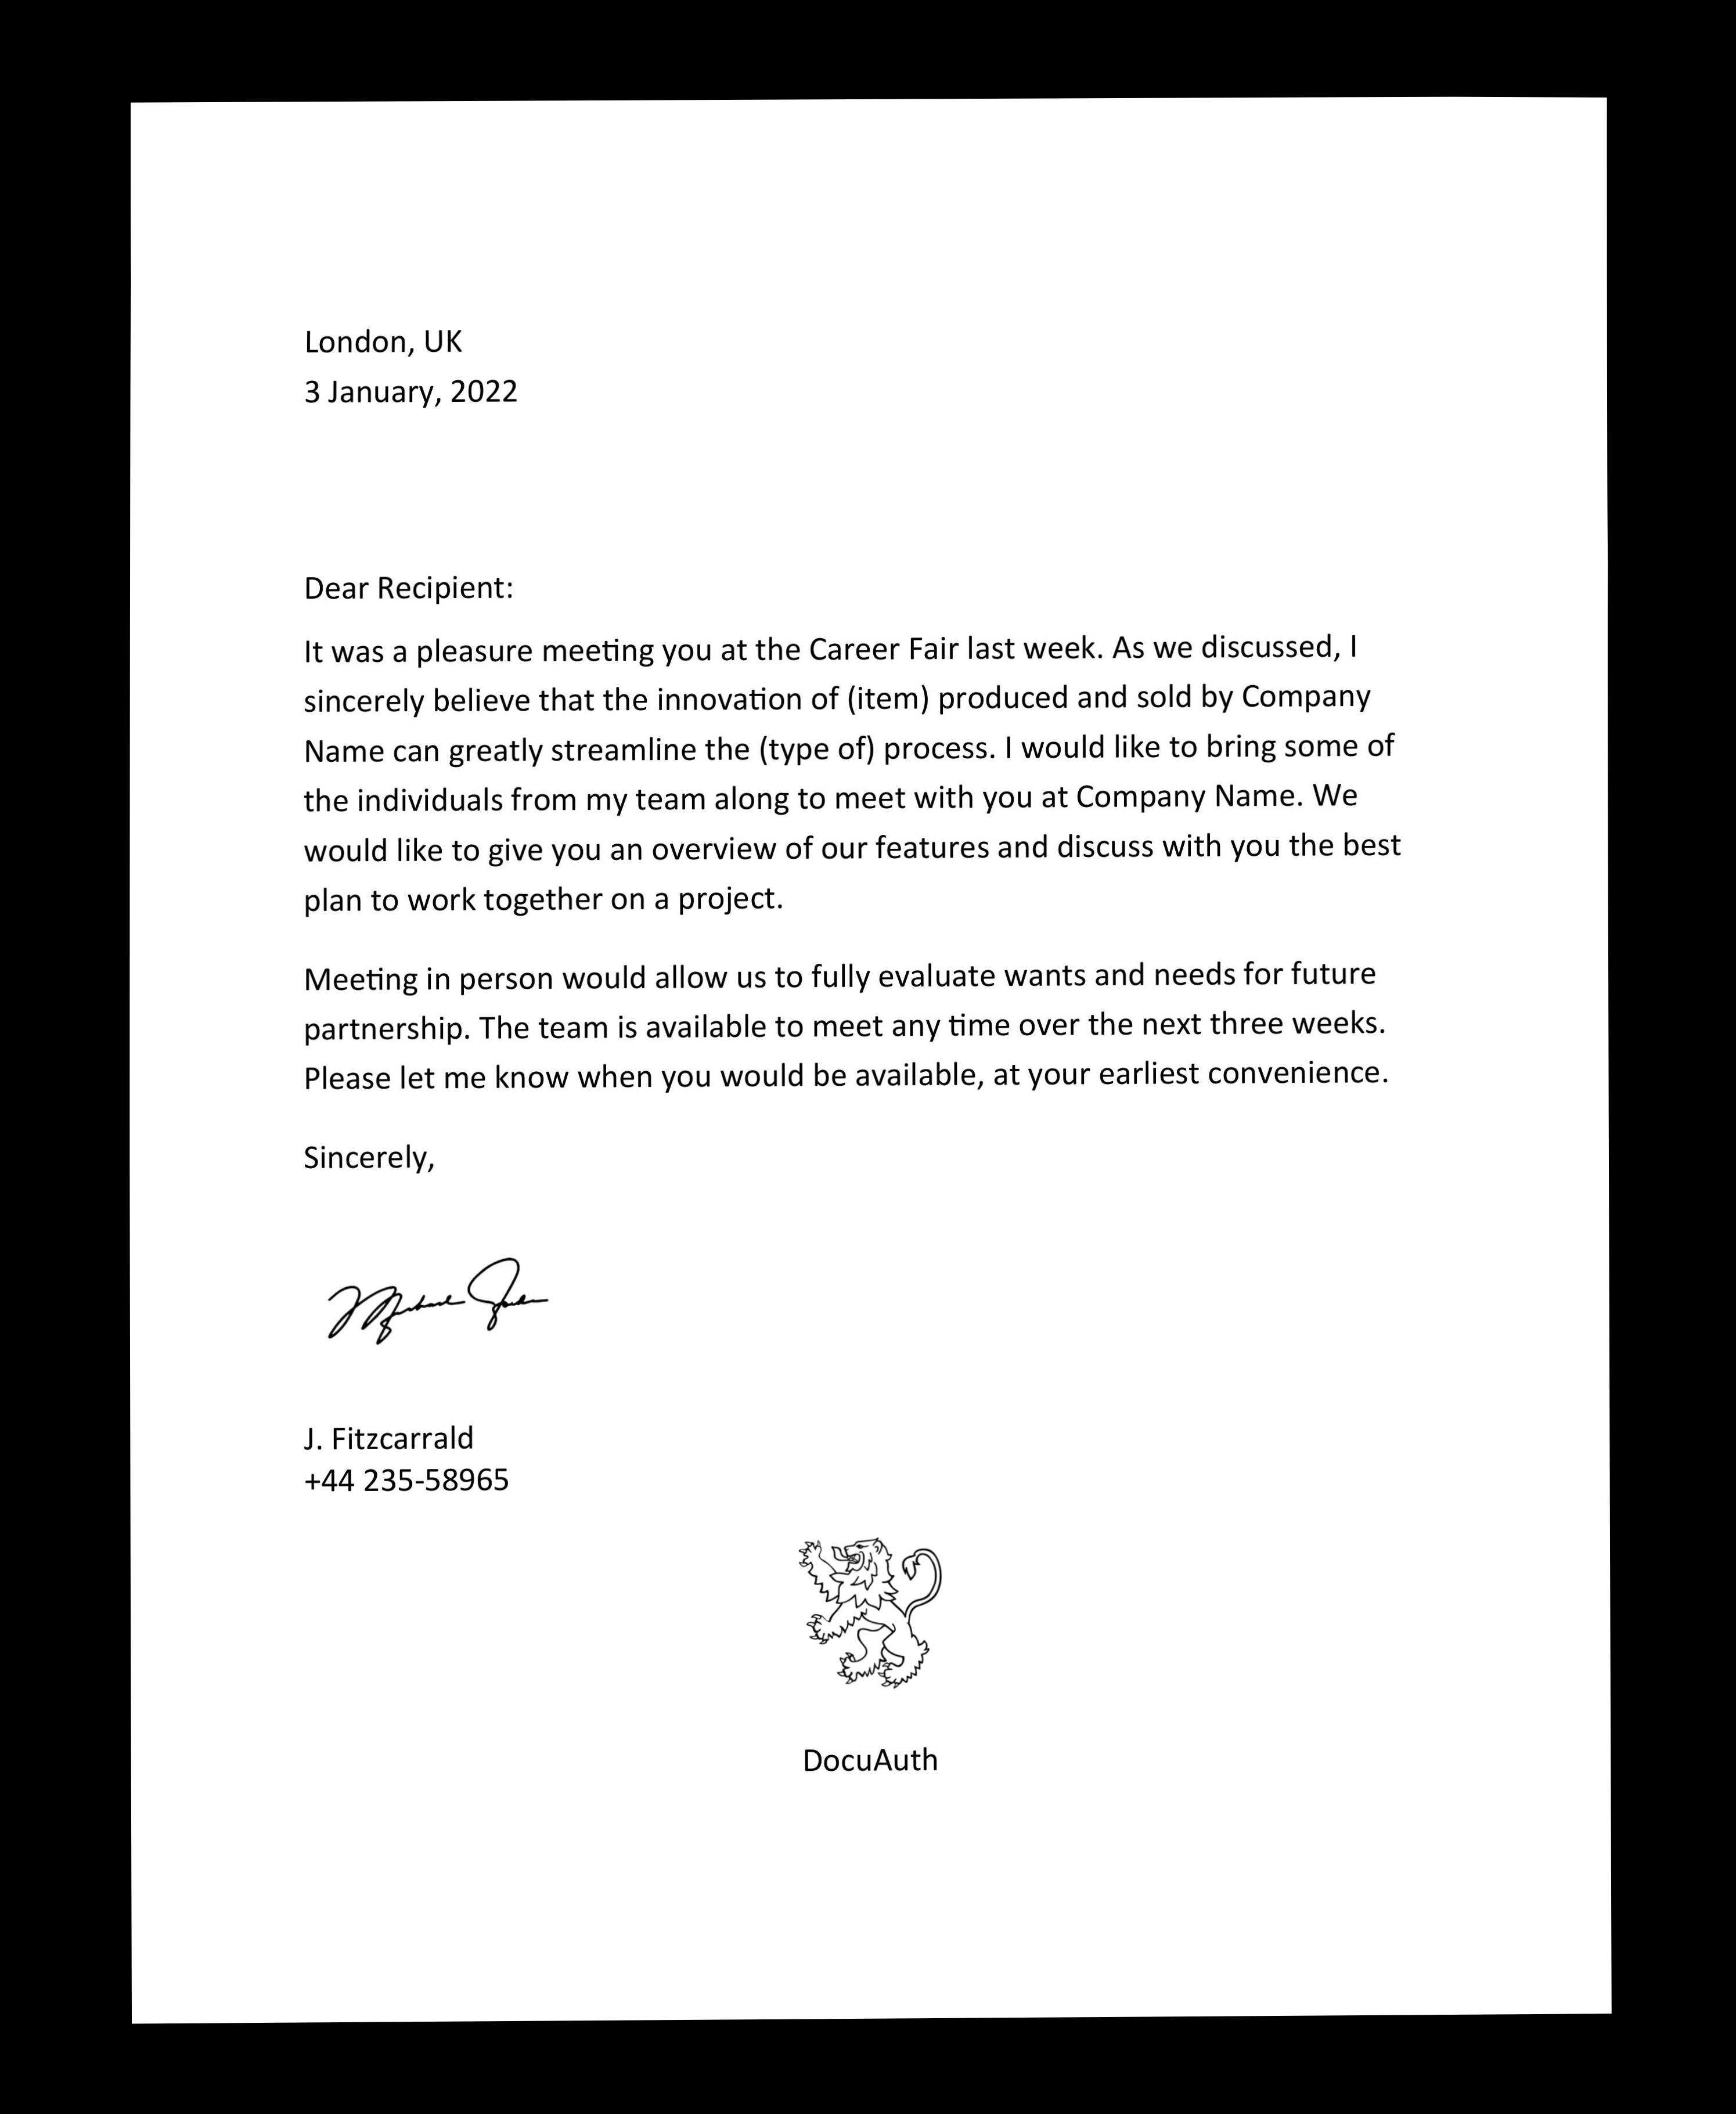 London, UK
3 January, 2022
Dear Recipient:
It was a pleasure meeting you at the Career Fair last week. As we discussed, I
sincerely believe that the innovation of (item) produced and sold by Company
Name can greatly streamline the (type of) process. I would like to bring some of
the individuals from my team along to meet with you at Company Name. We
would like to give you an overview of our features and discuss with you the best
plan to work together on a project.
Meeting in person would allow us to fully evaluate wants and needs for future
partnership. The team is available to meet any time over the next three weeks.
Please let me know when you would be available, at your earliest convenience.
Sincerely,
J. Fitzcarrald
+44 235-58965
DocuAuth